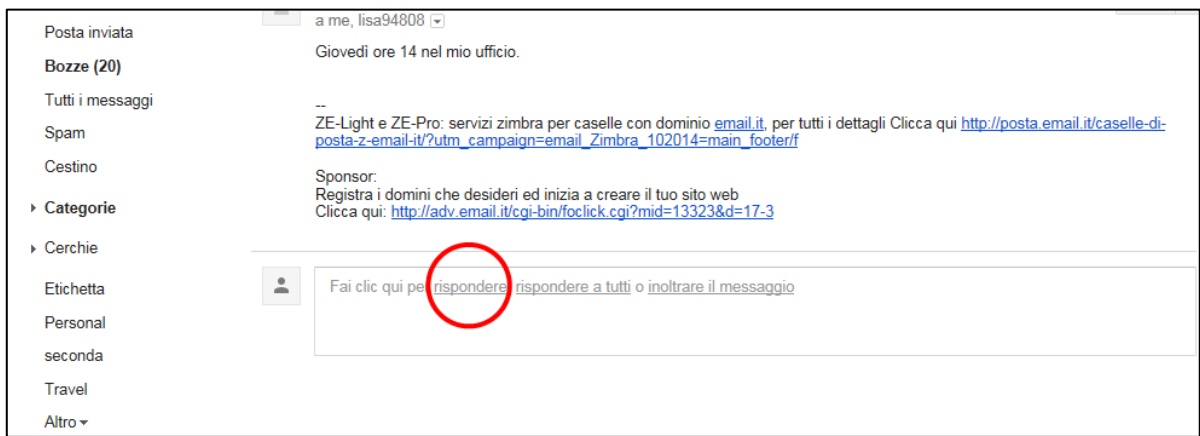 Posta inviata
Bozze (20)
Tutti i messaggi
Spam
Cestino
Categorie
Cerchie
Etichetta
Personal
seconda
Travel
Altro
a me, lisa94808
Giovedì ore 14 nel mio ufficio.
--
ZE-Light e ZE-Pro: servizi zimbra per caselle con dominio email.it, per tutti i dettagli Clicca qui http://posta.email.it/caselle-di-
posta-z-email-it/?utm_campaign=email_Zimbra_102014=main_footer/f
Sponsor:
Registra i domini che desideri ed inizia a creare il tuo sito web
Clicca qui: http://adv.email.it/cgi-bin/foclick.cgi?mid=13323&d=17-3
Fai clic qui per rispondere, rispondere a tutti o inoltrare il messaggio